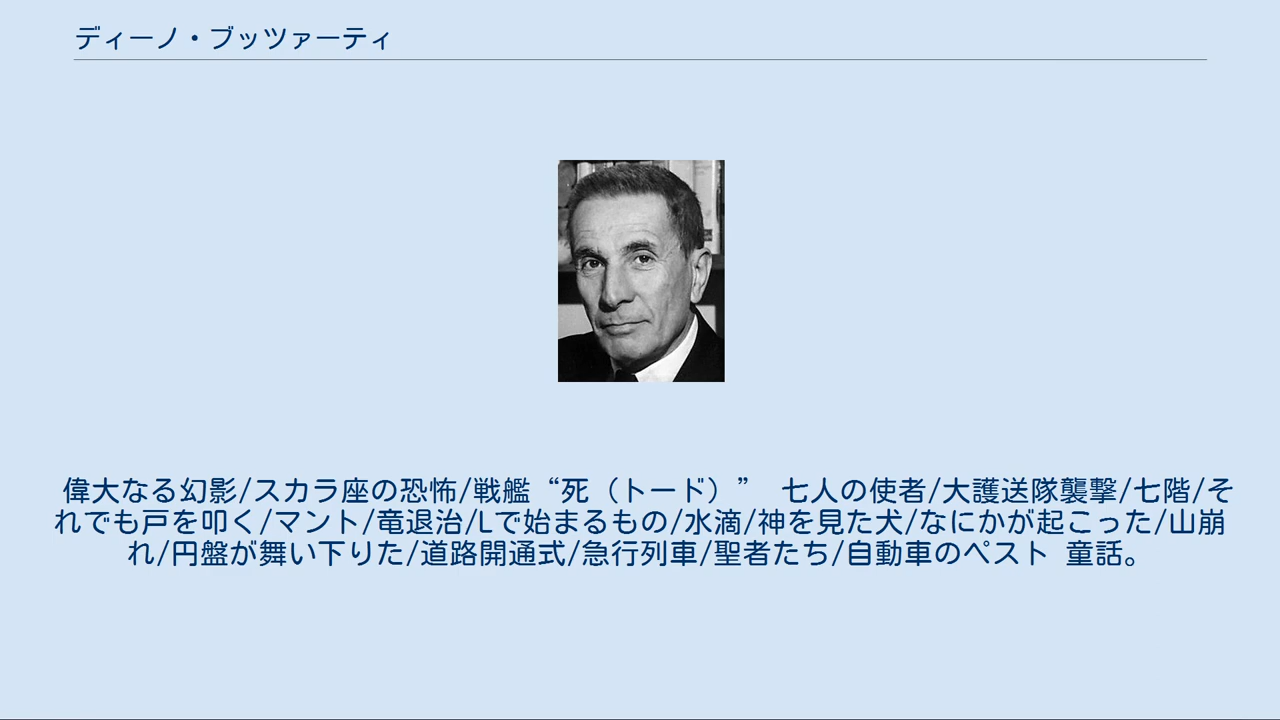 ディーノ・ブッツァーティ
偉大なる幻影/スカラ座の恐怖/戦艦“死（トード）”　七人の使者/大護送隊襲撃/七階/そ
れでも戸を叩く/マント/竜退治/Lで始まるもの/水滴/神を見た犬/なにかが起こった/山崩
れ/円盤が舞い下りた/道路開通式/急行列車/聖者たち/自動車のペスト 童話。